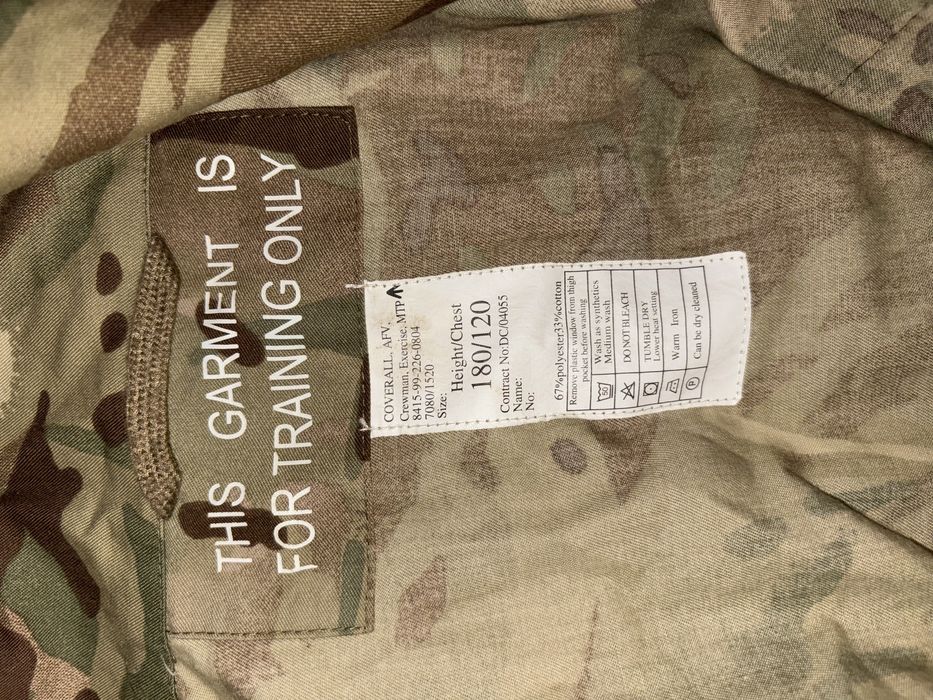 THIS GARMENT IS
FOR TRAINING ONLY
COVERALL, AFV,
Crewman, Exercise, MTP
8415-99-226-0804
7080/1520
Size:
Height/Chest
180/120
Contract No:DC/04055
Name:
No:
67%polyester33%cotton
Remove plastic window from thigh
pocket before washing
50
Wash as synthetics
Medium wash
DO NOT BLEACH
TUMBLE DRY
Lower heat setting
Warm Iron
P
Can be dry cleaned